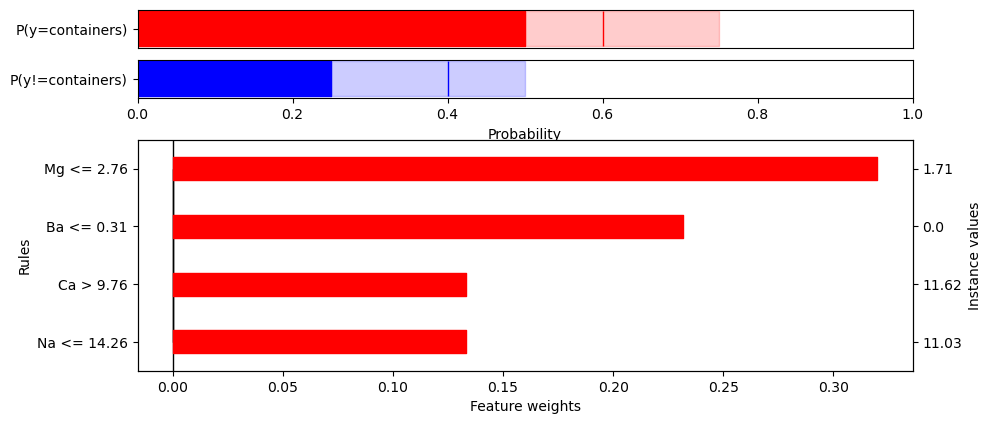 P(y=containers)
P(y!=containers)
0.0 0.2 0.4 0.6 0.8 1.0
Probability
Mg <= 2.76 1.71
Ba <= 0.31 0.0
Ca > 9.76 11.62
Na <= 14.26 11.03
Rules
Instance values
0.00 0.05 0.10 0.15 0.20 0.25 0.30
Feature weights